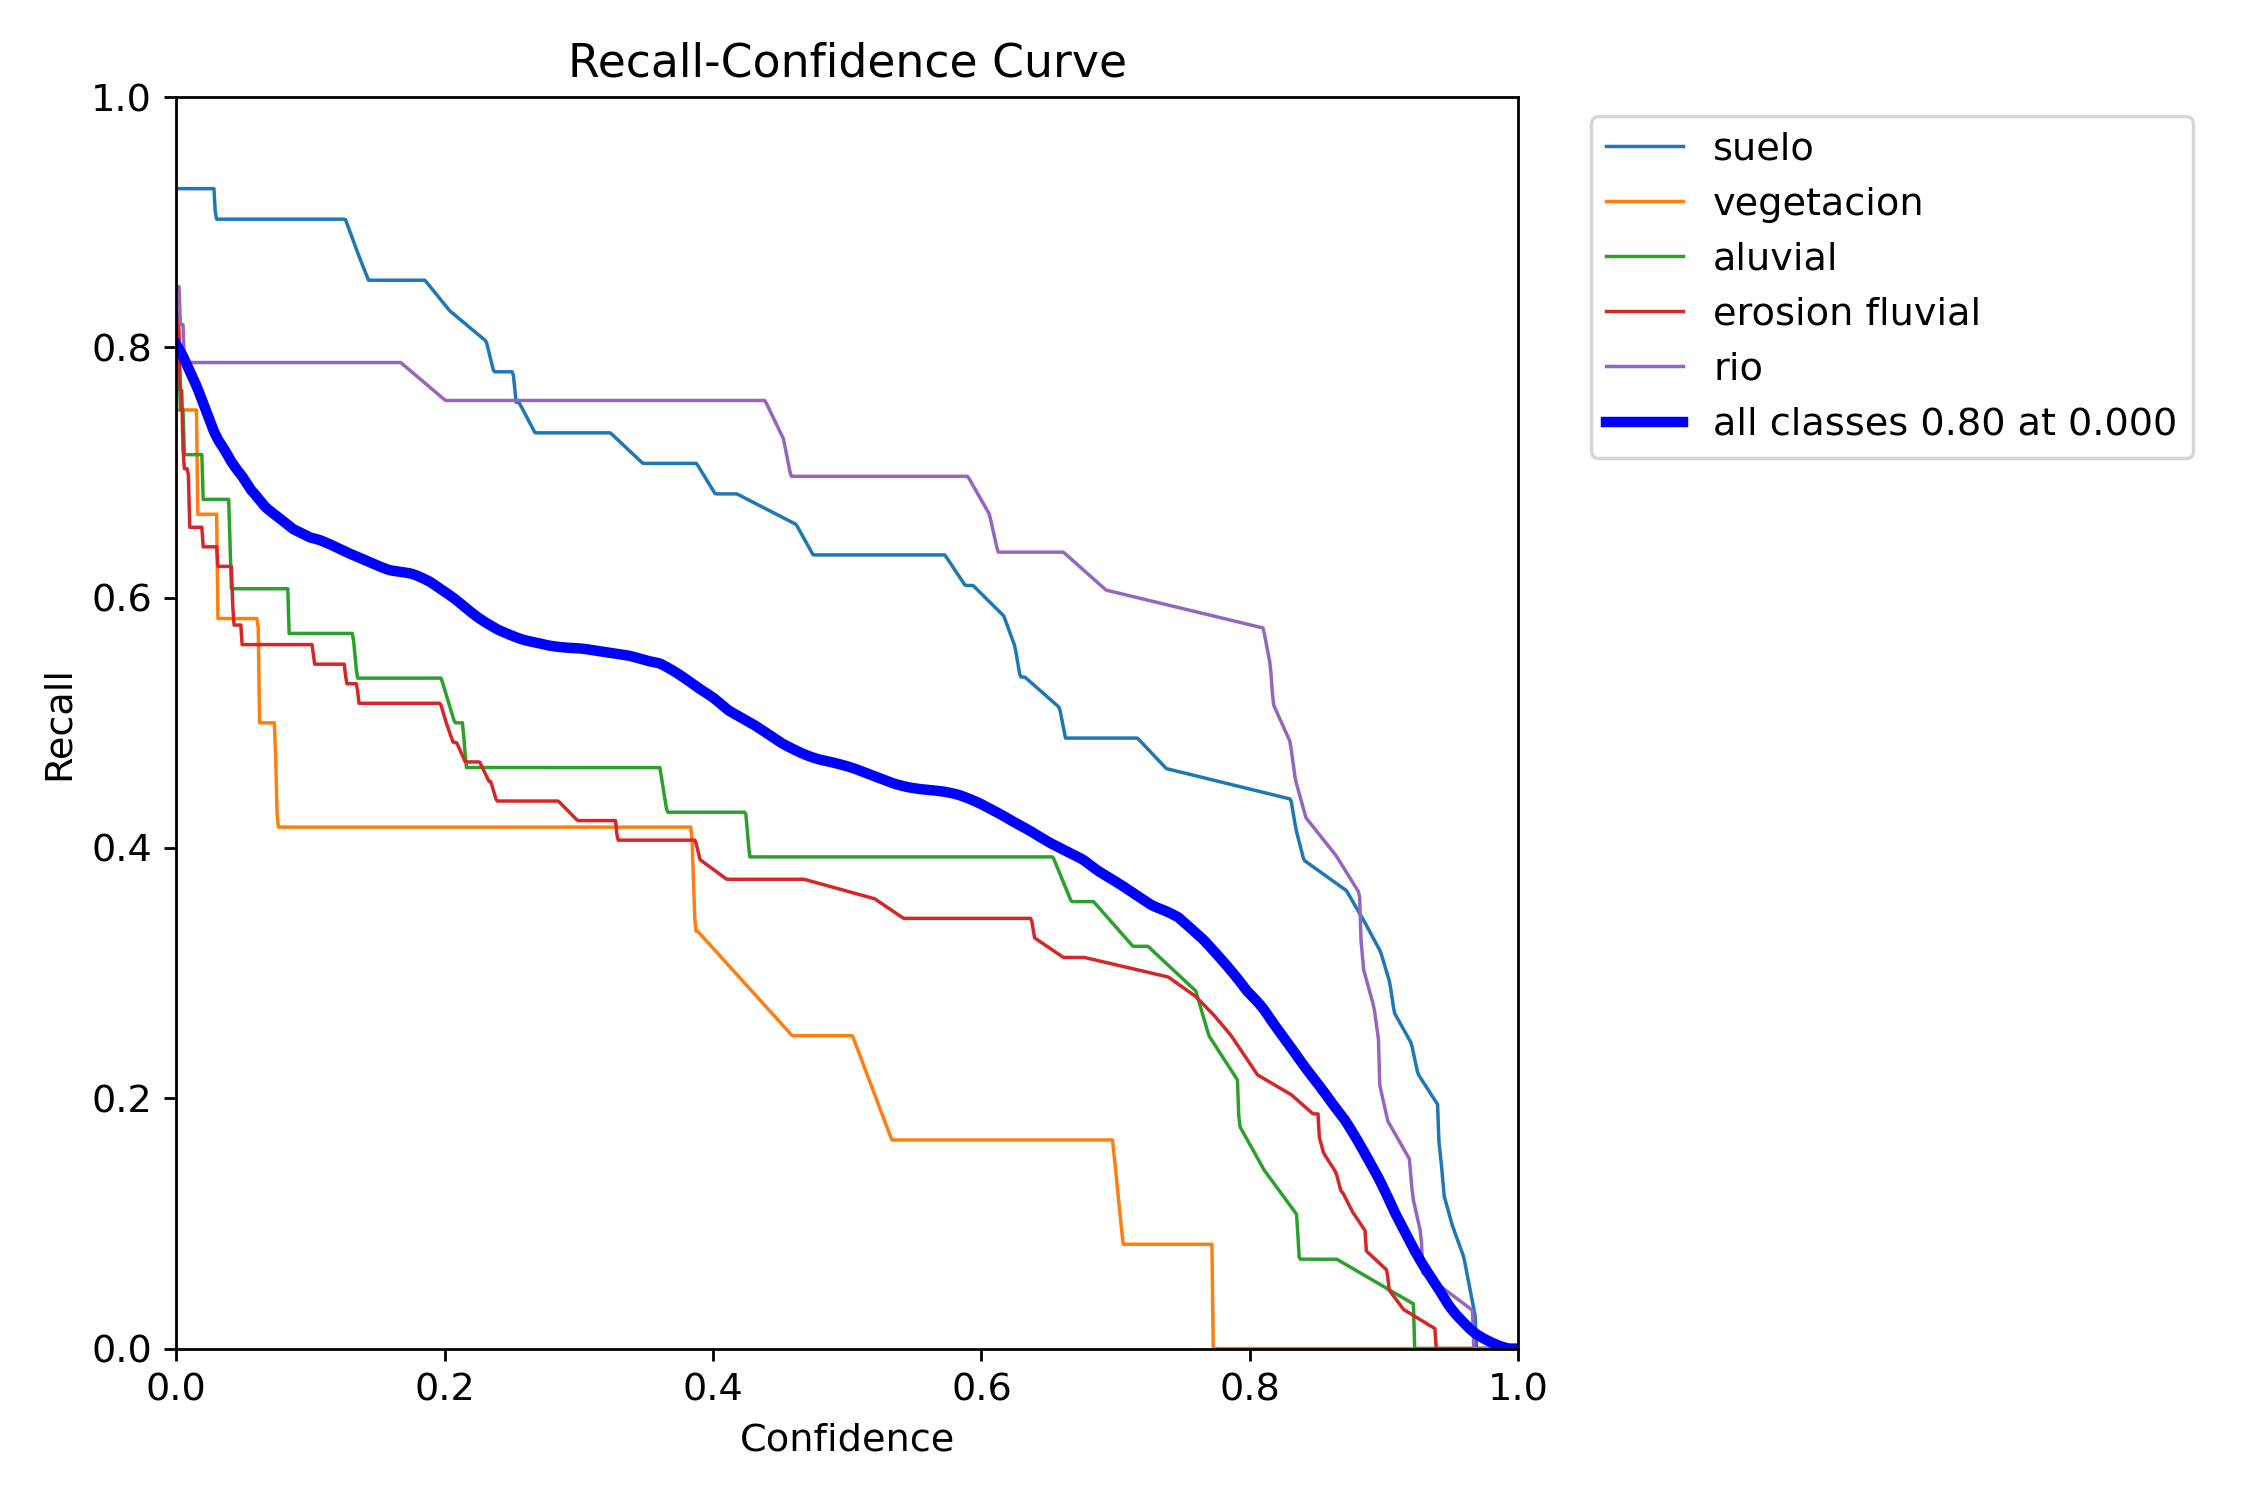 Recall-Confidence Curve
1.0
0.8
0.6
0.4
0.2
0.0
Recall
0.0 0.2 0.4 0.6 0.8 1.0
Confidence
suelo
vegetacion
aluvial
erosion fluvial
rio
all classes 0.80 at 0.000